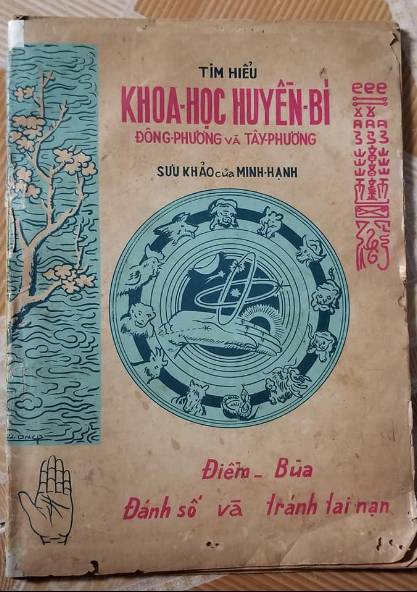 TÌM HIỂU
KHOA-HỌC HUYỀN-BÍ
ĐÔNG-PHƯƠNG và TÂY-PHƯƠNG
SƯU KHẢO của MINH-HẠNH
Điềm - Bùa
Đánh số và tránh tai nạn